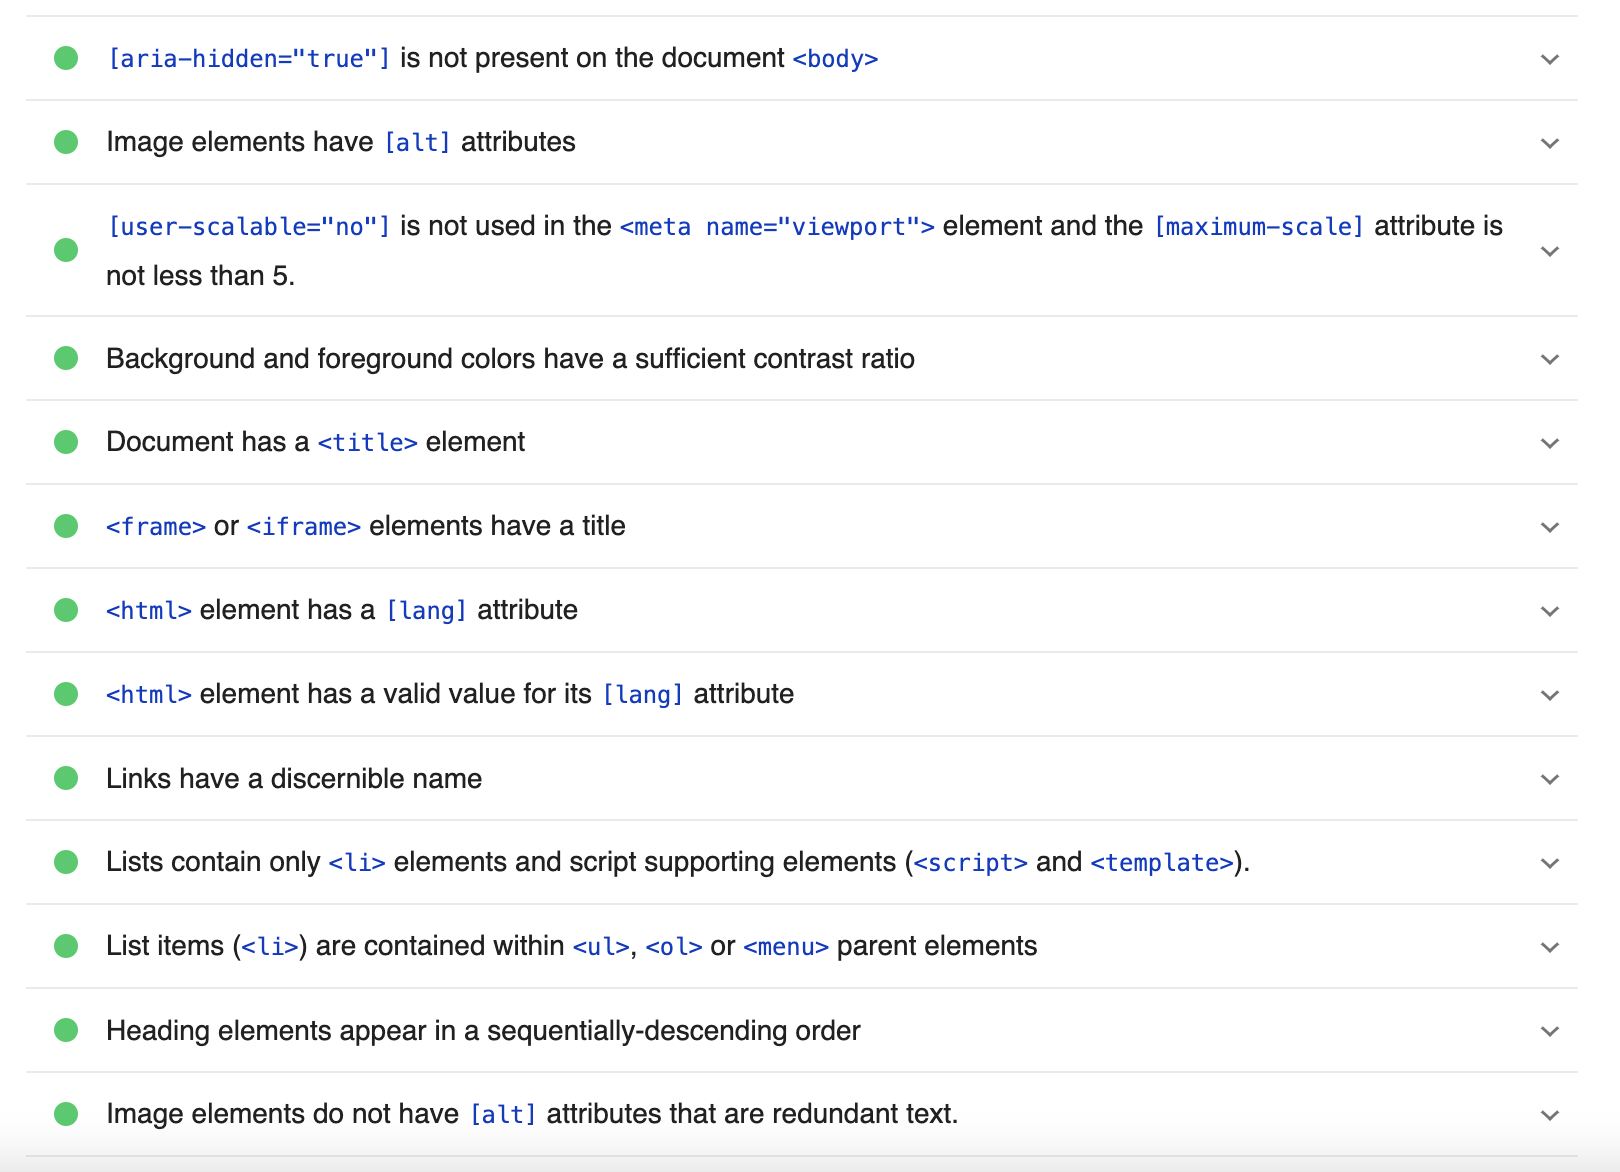 [aria-hidden="true"] is not present on the document <body>
Image elements have [alt] attributes
[user-scalable="no"] is not used in the <meta name="viewport"> element and the [maximum-scale] attribute is
not less than 5.
Background and foreground colors have a sufficient contrast ratio
Document has a <title> element
<frame> or <iframe> elements have a title
<html> element has a [lang] attribute
<html> element has a valid value for its [lang] attribute
Links have a discernible name
Lists contain only <li> elements and script supporting elements (<script> and <template>).
List items (<li>) are contained within <ul>, <ol> or <menu> parent elements
Heading elements appear in a sequentially-descending order
Image elements do not have [alt] attributes that are redundant text.